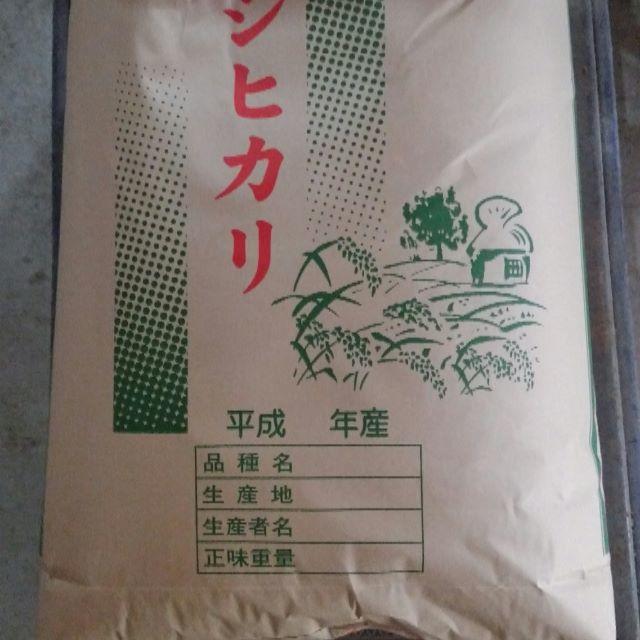 シヒカリ
平成 年産
品種名
生産地
生産者名
正味重量